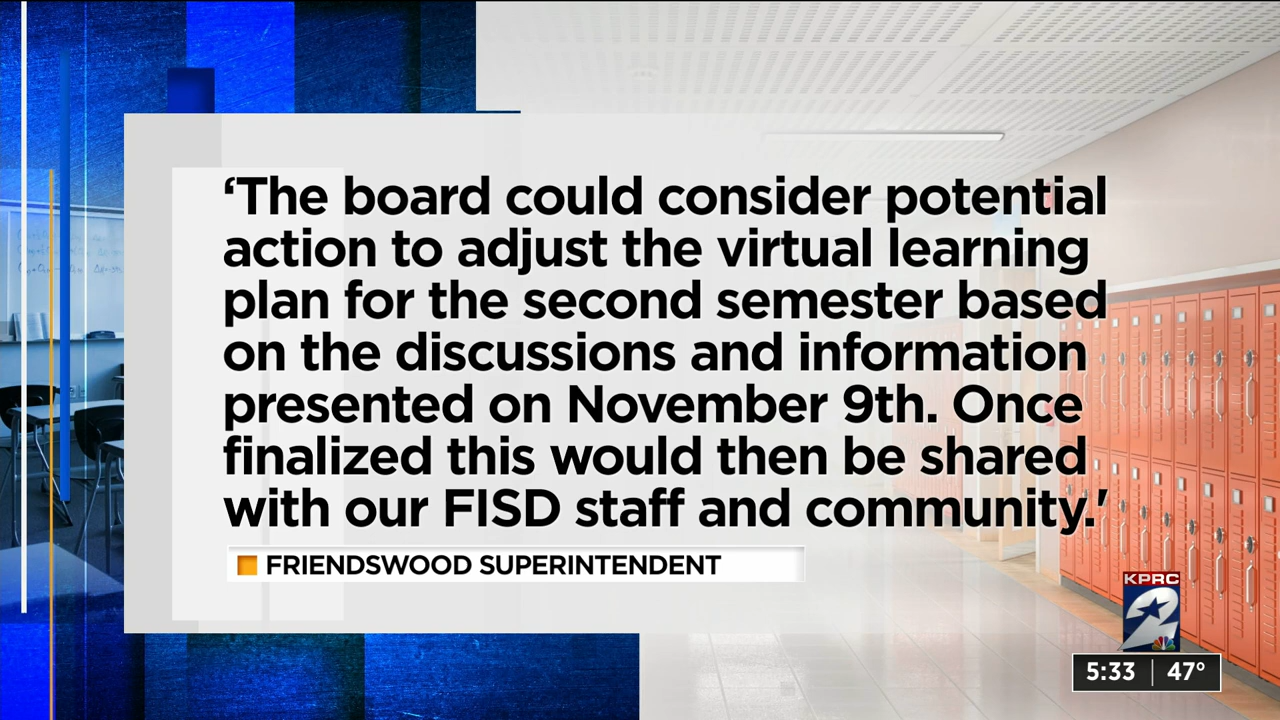 ‘The board could consider potential
action to adjust the virtual learning
plan for the second semester based
on the discussions and information
presented on November 9th. Once
finalized this would then be shared
with our FISD staff and community.'
FRIENDSWOOD SUPERINTENDENT
KPRC
2
5:33 47°